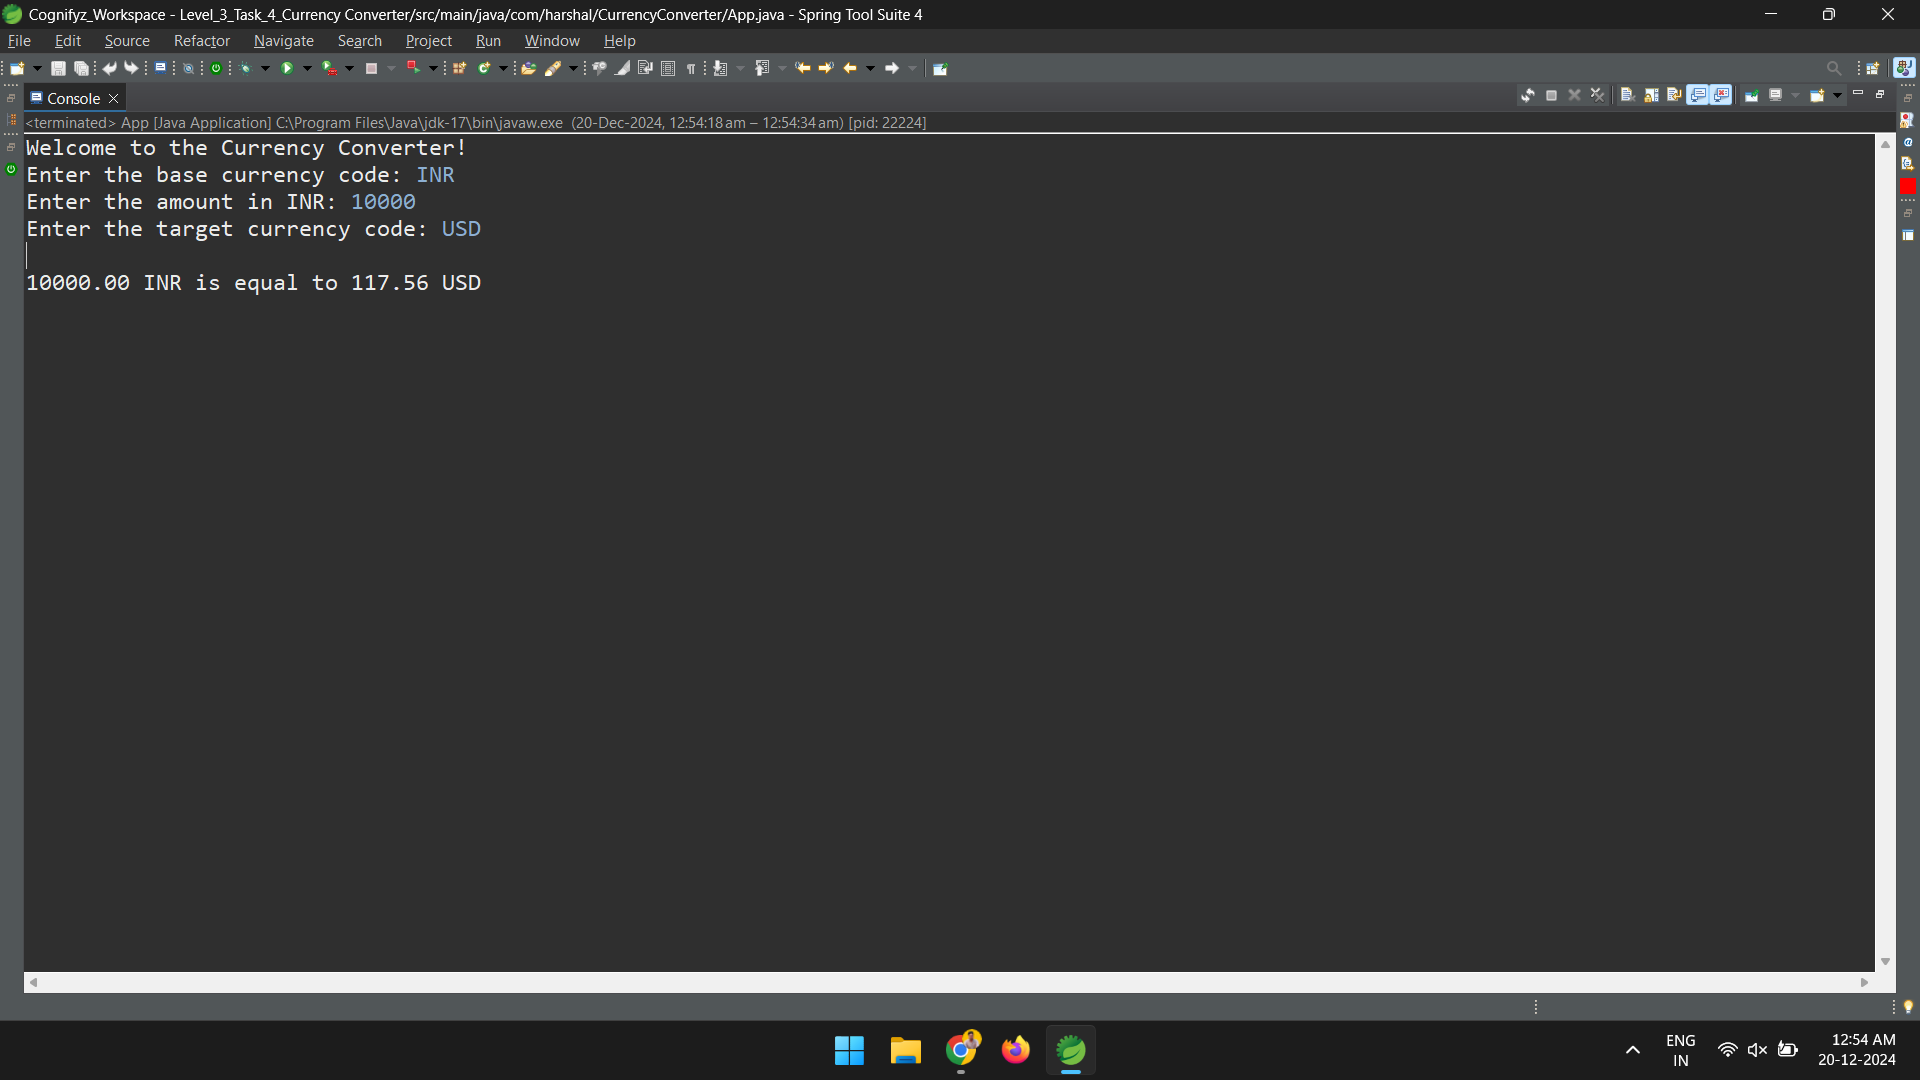 Cognifyz_Workspace - Level_3_Task_4_Currency Converter/src/main/java/com/harshal/CurrencyConverter/App.java - Spring Tool Suite 4
File Edit Source Refactor Navigate Search Project Run Window Help
Console
<terminated> App [Java Application] C:\Program Files\Java\jdk-17\bin\javaw.exe (20-Dec-2024, 12:54:18 am – 12:54:34 am) [pid: 22224]
Welcome to the Currency Converter!
Enter the base currency code: INR
Enter the amount in INR: 10000
Enter the target currency code: USD
10000.00 INR is equal to 117.56 USD
ENG
IN
12:54 AM
20-12-2024